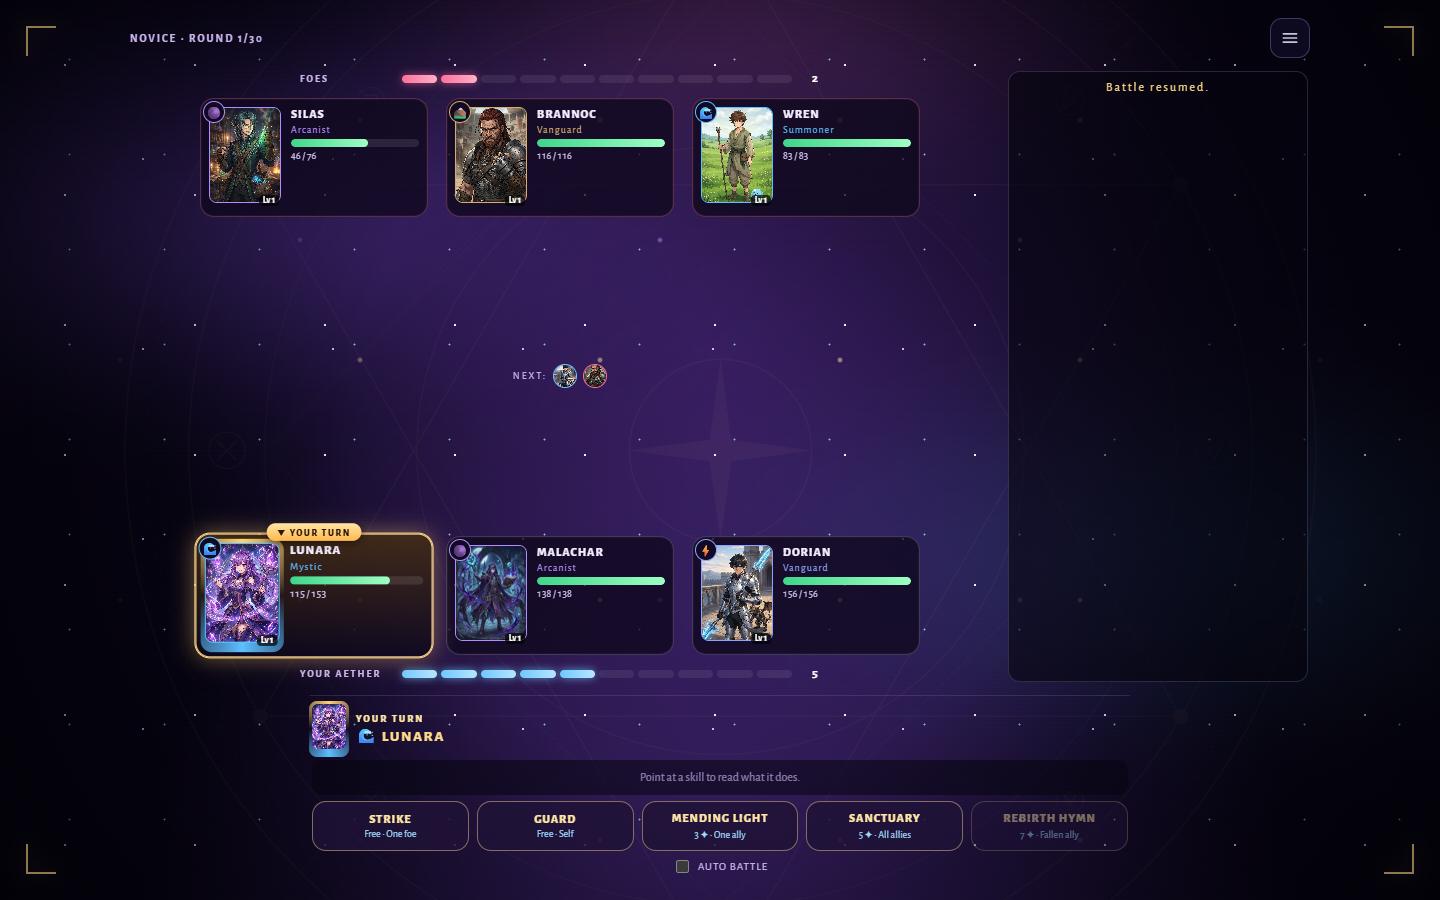 NOVICE · ROUND 1/30
FOES
2
Battle resumed.
SILAS
Arcanist
46/76
Lv1
BRANNOC
Vanguard
116/116
Lv1
WREN
Summoner
83/83
Lv1
NEXT:
▼ YOUR TURN
LUNARA
Mystic
115/153
Lv1
MALACHAR
Arcanist
138/138
Lv1
DORIAN
Vanguard
156/156
Lv1
YOUR AETHER
5
YOUR TURN
LUNARA
Point at a skill to read what it does.
STRIKE
Free · One foe
GUARD
Free · Self
MENDING LIGHT
3 ✦ · One ally
SANCTUARY
5 ✦ · All allies
REBIRTH HYMN
7 ✦ · Fallen ally
AUTO BATTLE